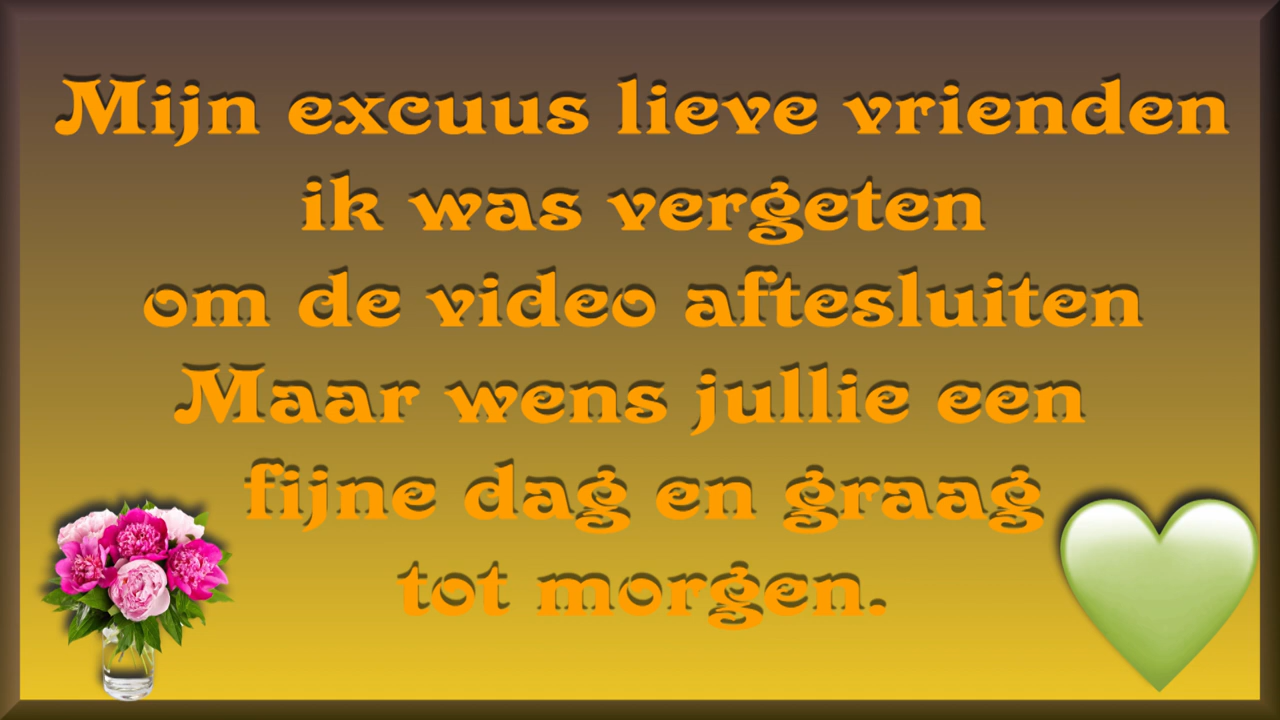 Mijn excuus lieve vrienden
ik was vergeten
om de video aftesluiten
Maar wens jullie een
fijne dag en graag
tot morgen.